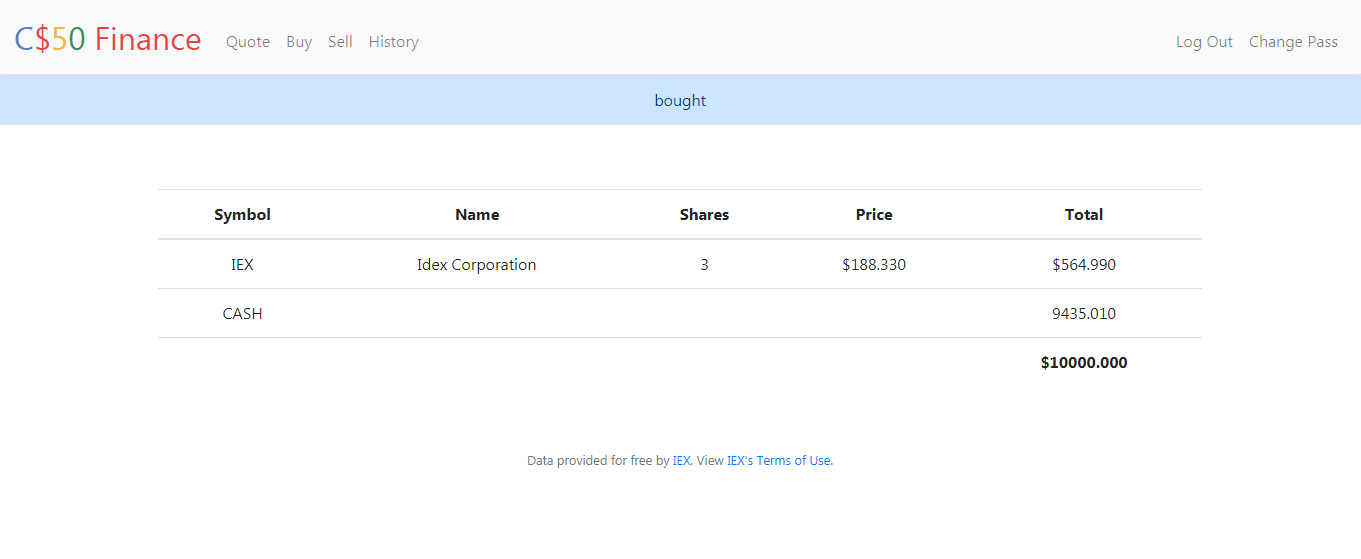 C$50 Finance Quote Buy Sell History Log Out Change Pass
bought
Symbol Name Shares Price Total
IEX Idex Corporation 3 $188.330 $564.990
CASH 9435.010
$10000.000
Data provided for free by IEX. View IEX's Terms of Use.